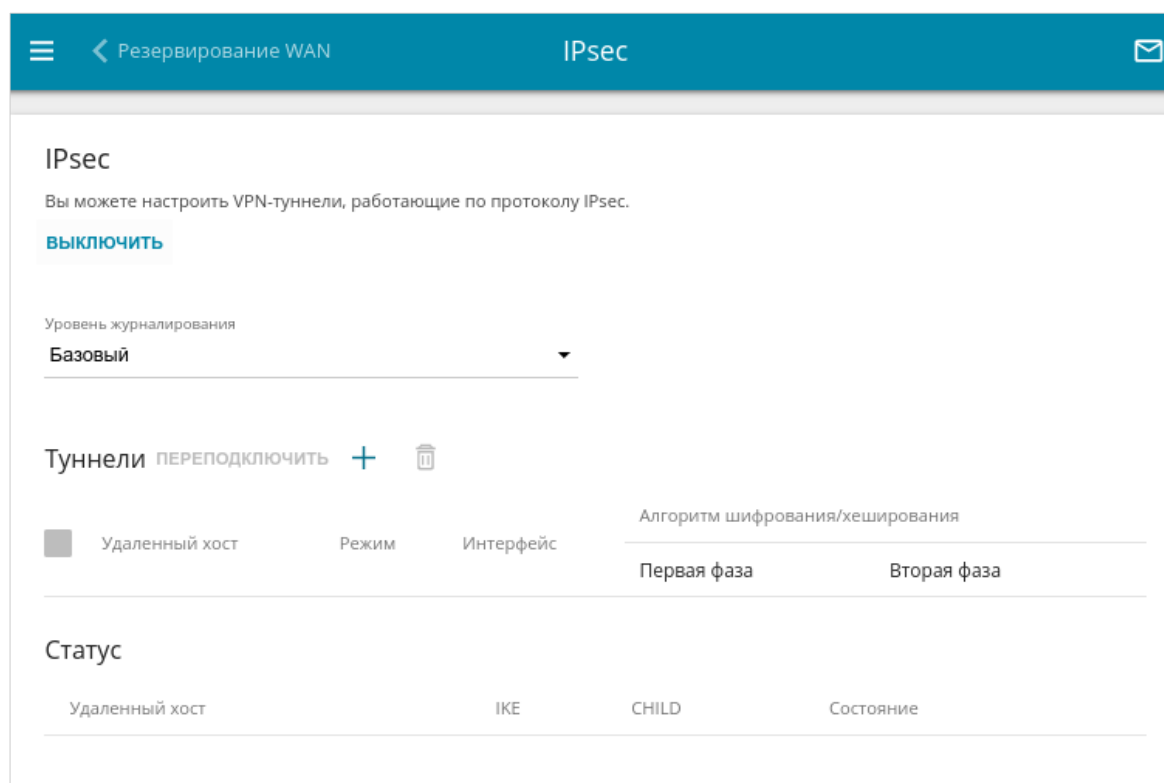 Резервирование WAN IPsec
IPsec
Вы можете настроить VPN-туннели, работающие по протоколу IPsec.
ВЫКЛЮЧИТЬ
Уровень журналирования
Базовый
Туннели ПЕРЕПОДКЛЮЧИТЬ
Алгоритм шифрования/хеширования
Удаленный хост Режим Интерфейс
Первая фаза Вторая фаза
Статус
Удаленный хост IKE CHILD Состояние